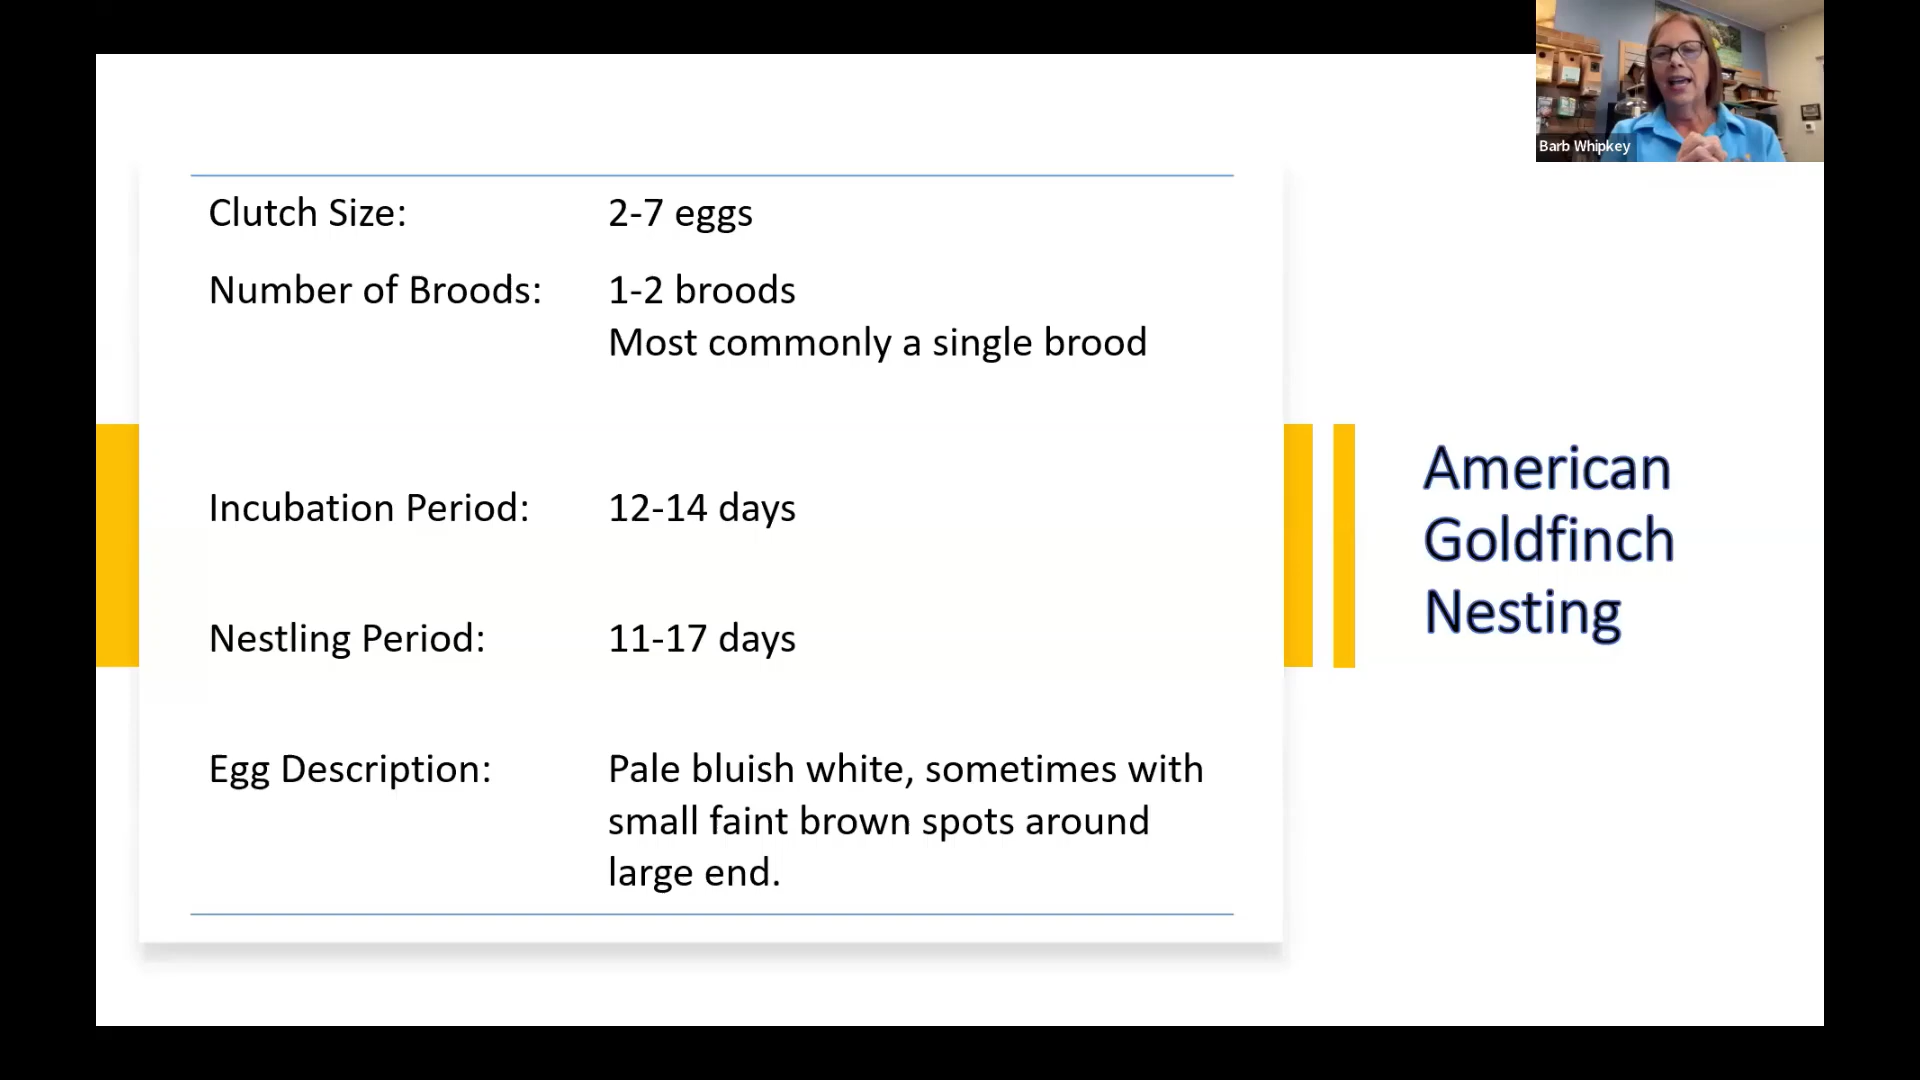 Barb Whipkey
Clutch Size: 2-7 eggs
Number of Broods: 1-2 broods
Most commonly a single brood
Incubation Period: 12-14 days
Nestling Period: 11-17 days
Egg Description: Pale bluish white, sometimes with
small faint brown spots around
large end.
American
Goldfinch
Nesting